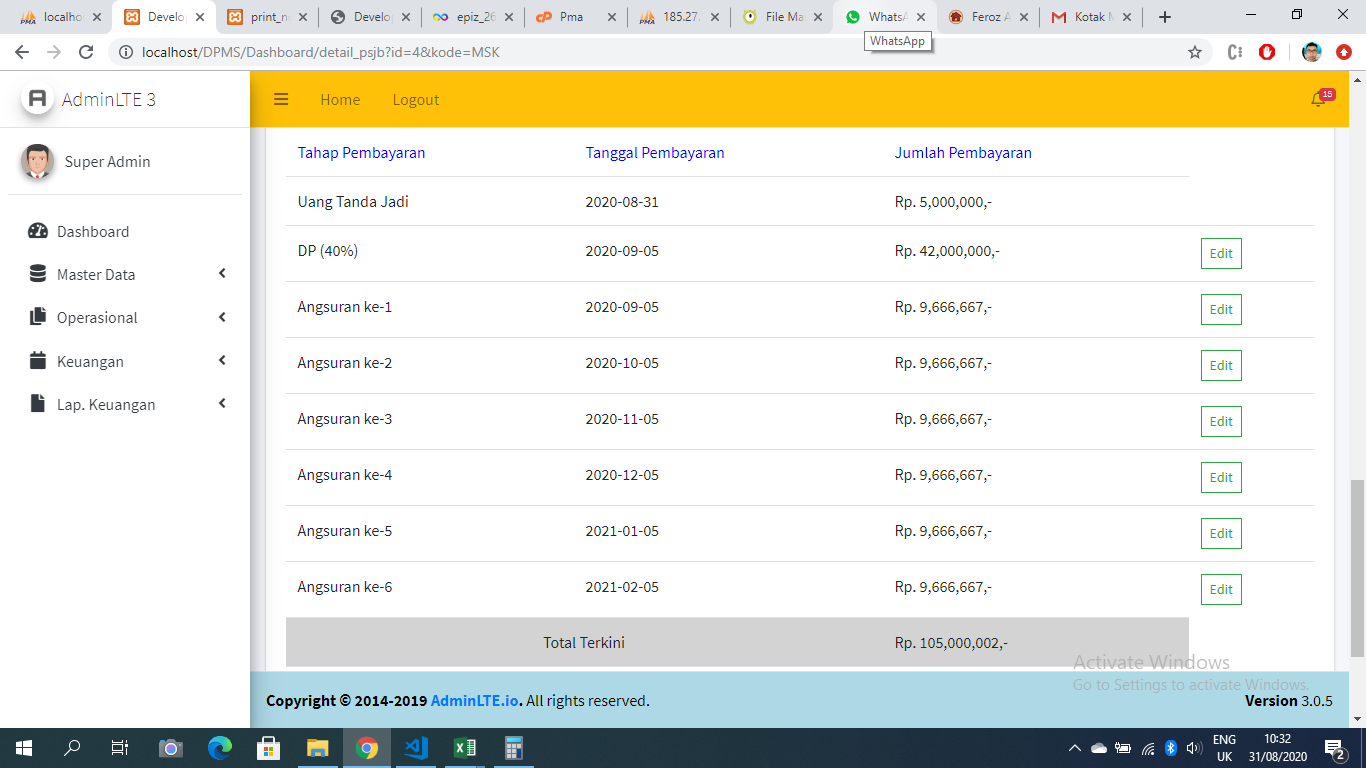 localho
Develo
print_n
Develo
epiz_26
Pma
185.27.
File Ma
WhatsA
Feroz A
Kotak M
localhost/DPMS/Dashboard/detail_psjb?id=4&kode=MSK
WhatsApp
AdminLTE 3
Home
Logout
15
Super Admin
Dashboard
Master Data
Operasional
Keuangan
Lap. Keuangan
Tahap Pembayaran Tanggal Pembayaran Jumlah Pembayaran
Uang Tanda Jadi 2020-08-31 Rp. 5,000,000,-
DP (40%) 2020-09-05 Rp. 42,000,000,- Edit
Angsuran ke-1 2020-09-05 Rp. 9,666,667,- Edit
Angsuran ke-2 2020-10-05 Rp. 9,666,667,- Edit
Angsuran ke-3 2020-11-05 Rp. 9,666,667,- Edit
Angsuran ke-4 2020-12-05 Rp. 9,666,667,- Edit
Angsuran ke-5 2021-01-05 Rp. 9,666,667,- Edit
Angsuran ke-6 2021-02-05 Rp. 9,666,667,- Edit
Total Terkini Rp. 105,000,002,-
Activate Windows
Go to Settings to activate Windows.
Copyright © 2014-2019 AdminLTE.io. All rights reserved.
Version 3.0.5
ENG
UK
10:32
31/08/2020
2